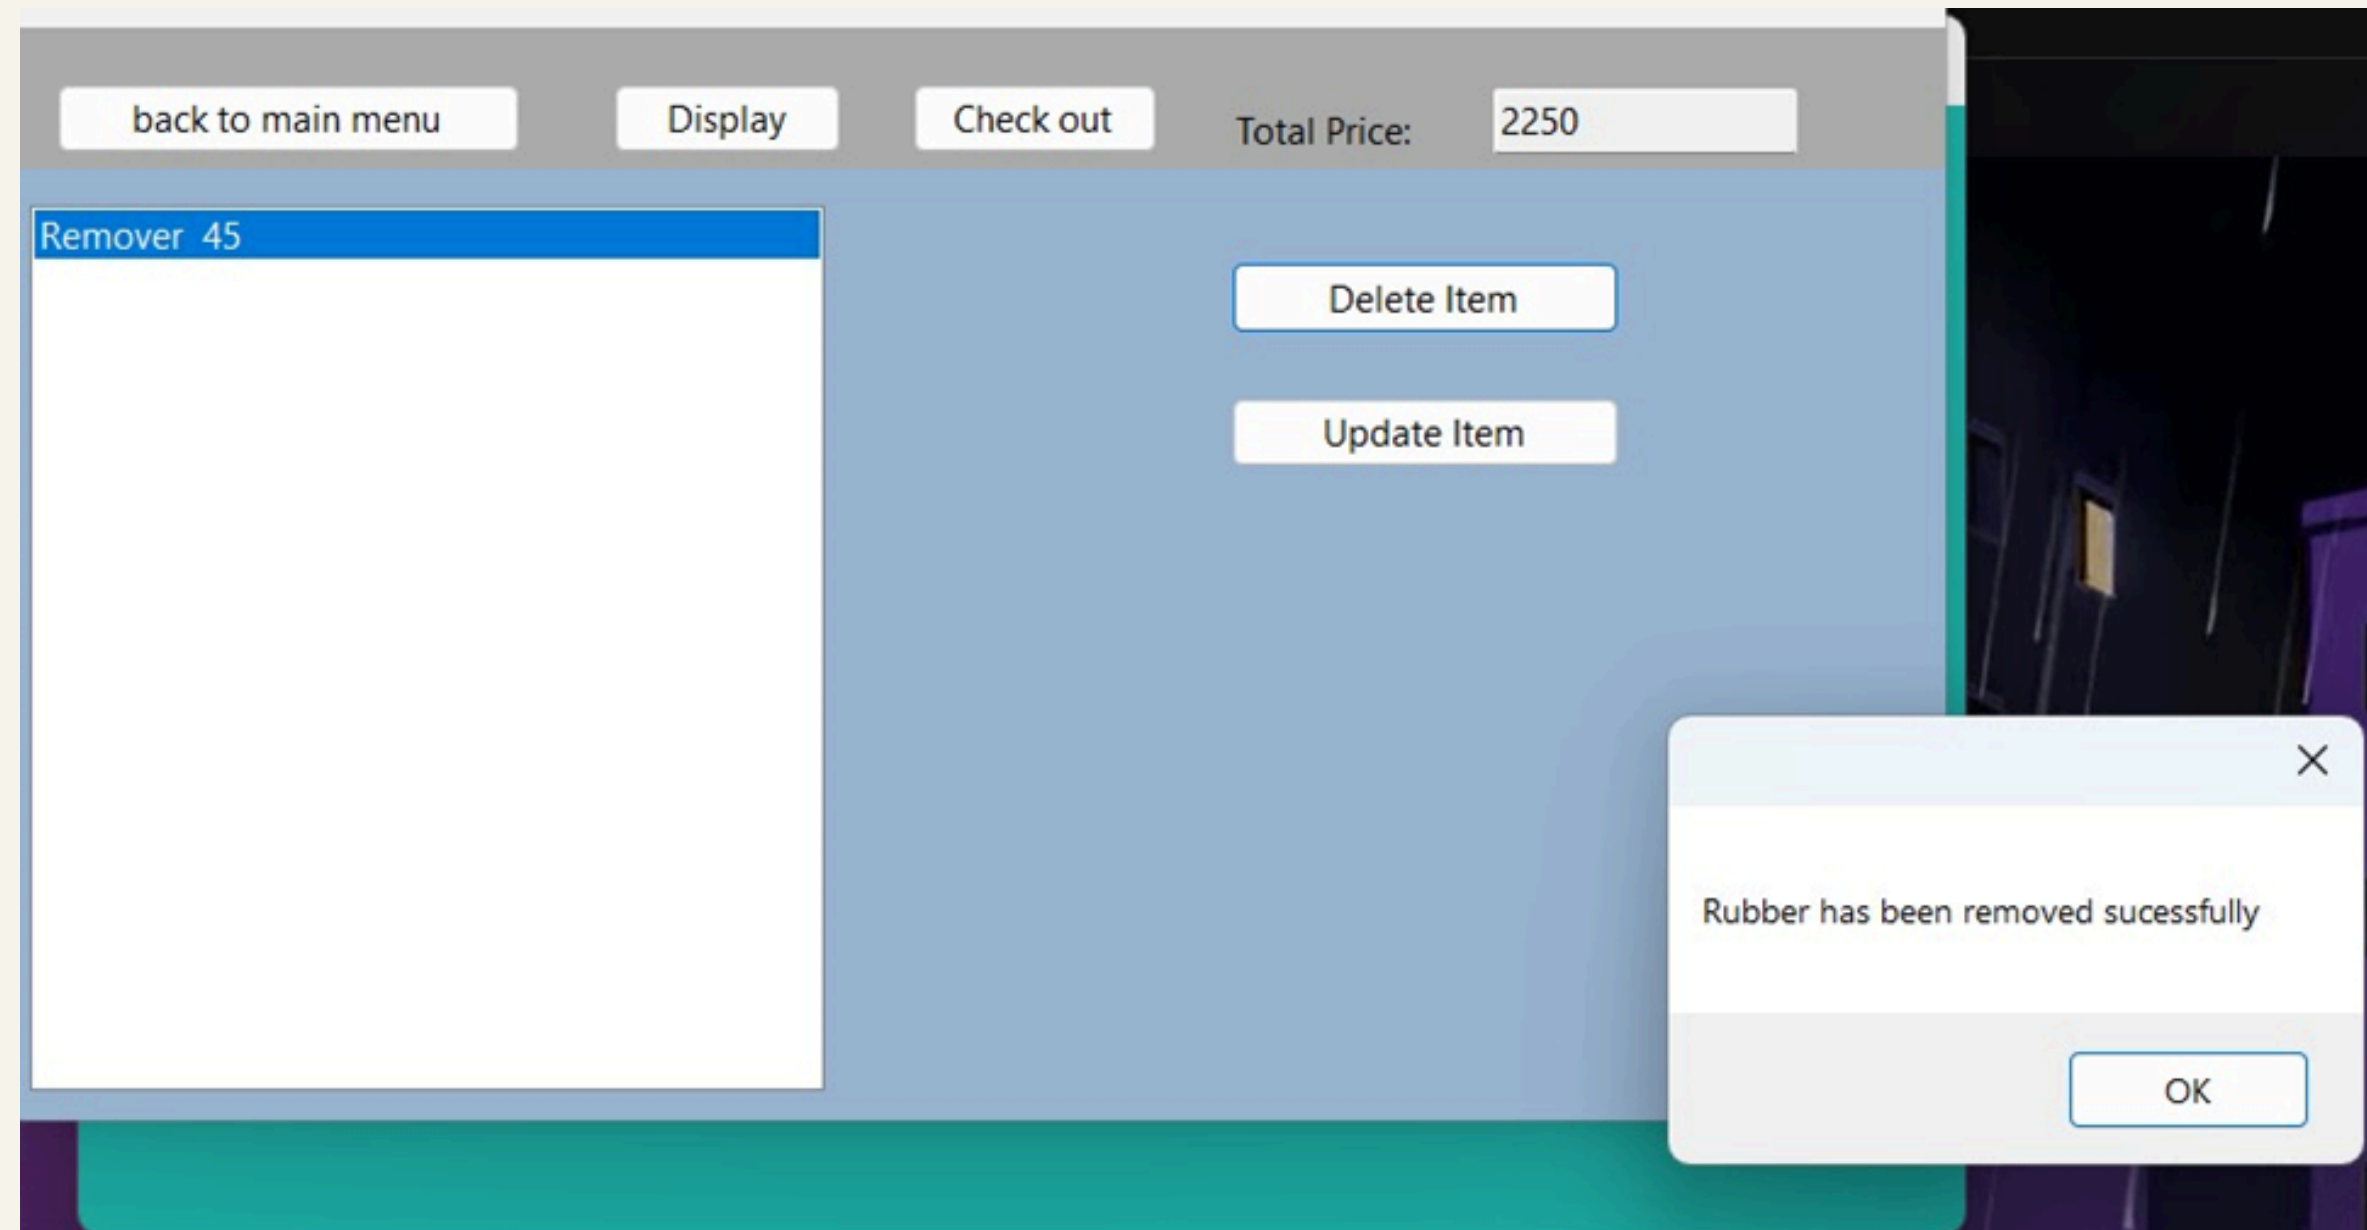 back to main menu
Display
Check out
Total Price:
2250
Remover 45
Delete Item
Update Item
Rubber has been removed sucessfully
OK